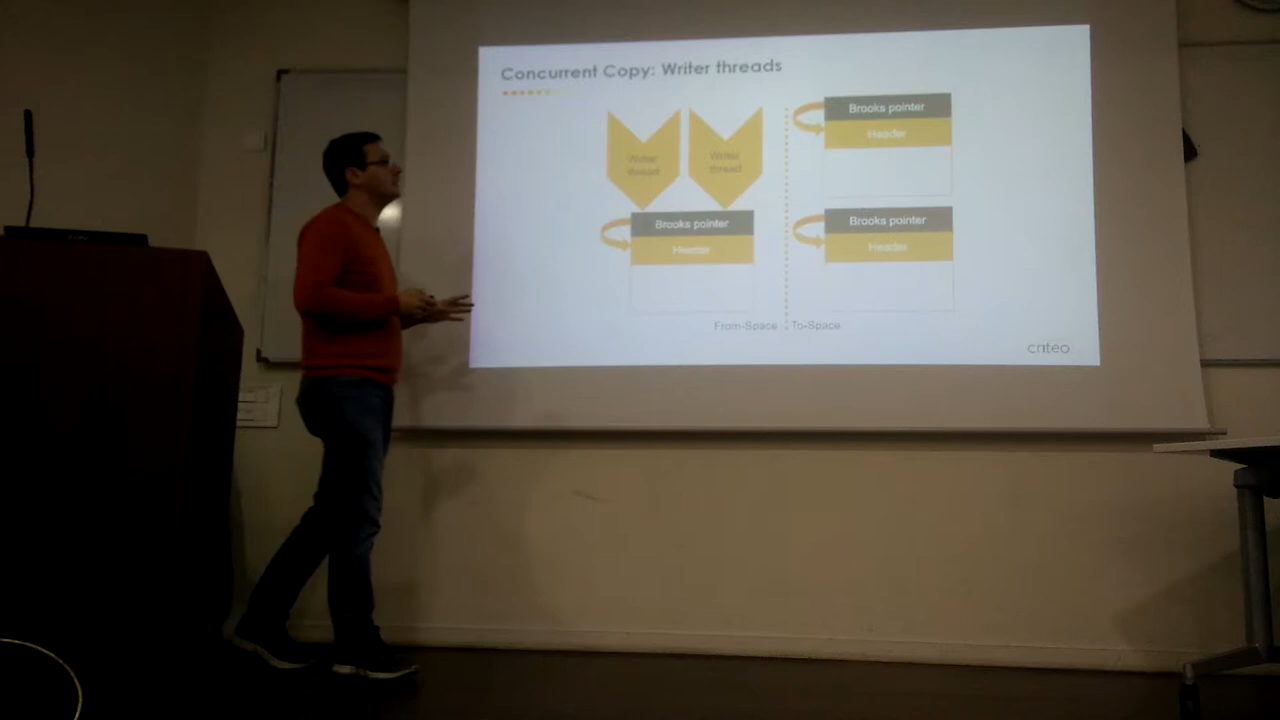 Concurrent Copy: Writer threads
Writer
thread
Writer
thread
Brooks pointer
Header
Brooks pointer
Header
Brooks pointer
Header
From-Space
To-Space
criteo